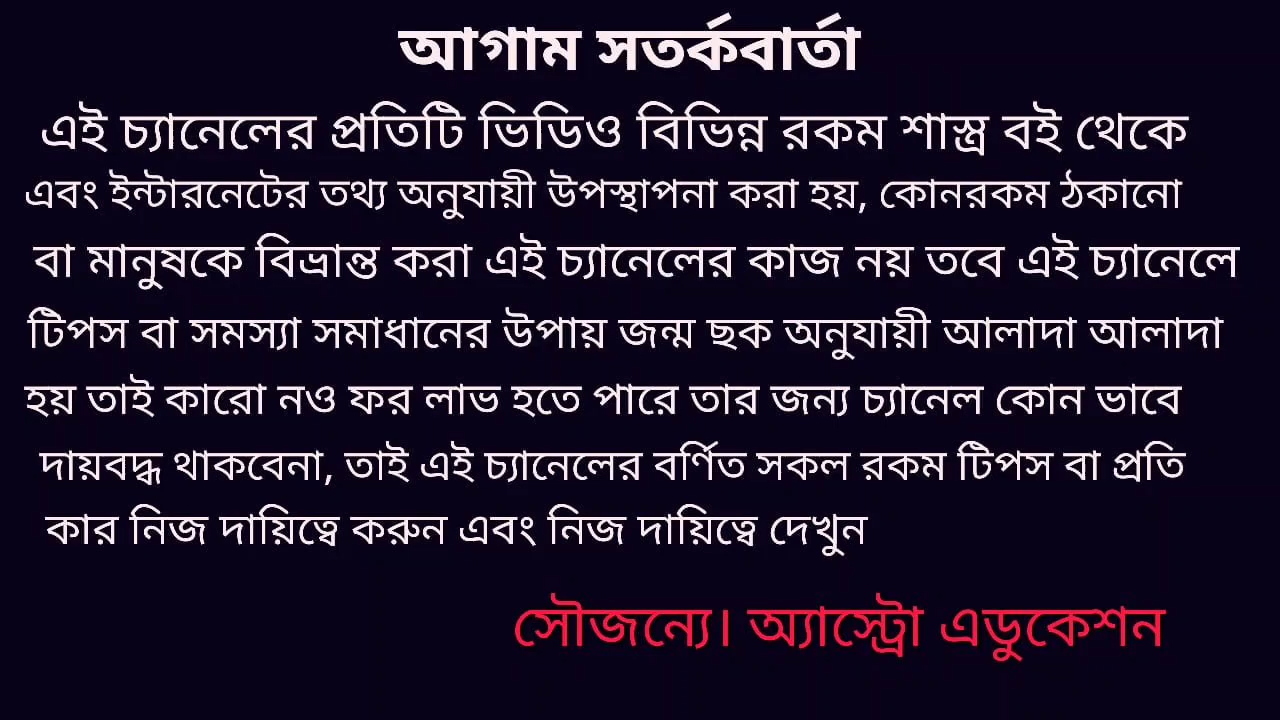 আগাম সতর্কবার্তা
এই চ্যানেলের প্রতিটি ভিডিও বিভিন্ন রকম শাস্ত্র বই থেকে
এবং ইন্টারনেটের তথ্য অনুযায়ী উপস্থাপনা করা হয়, কোনরকম ঠকানো
বা মানুষকে বিভ্রান্ত করা এই চ্যানেলের কাজ নয় তবে এই চ্যানেলে
টিপস বা সমস্যা সমাধানের উপায় জন্ম ছক অনুযায়ী আলাদা আলাদা
হয় তাই কারো নও ফর লাভ হতে পারে তার জন্য চ্যানেল কোন ভাবে
দায়বদ্ধ থাকবেনা, তাই এই চ্যানেলের বর্ণিত সকল রকম টিপস বা প্রতি
কার নিজ দায়িত্বে করুন এবং নিজ দায়িত্বে দেখুন
সৌজন্যে। অ্যাস্ট্রো এডুকেশন